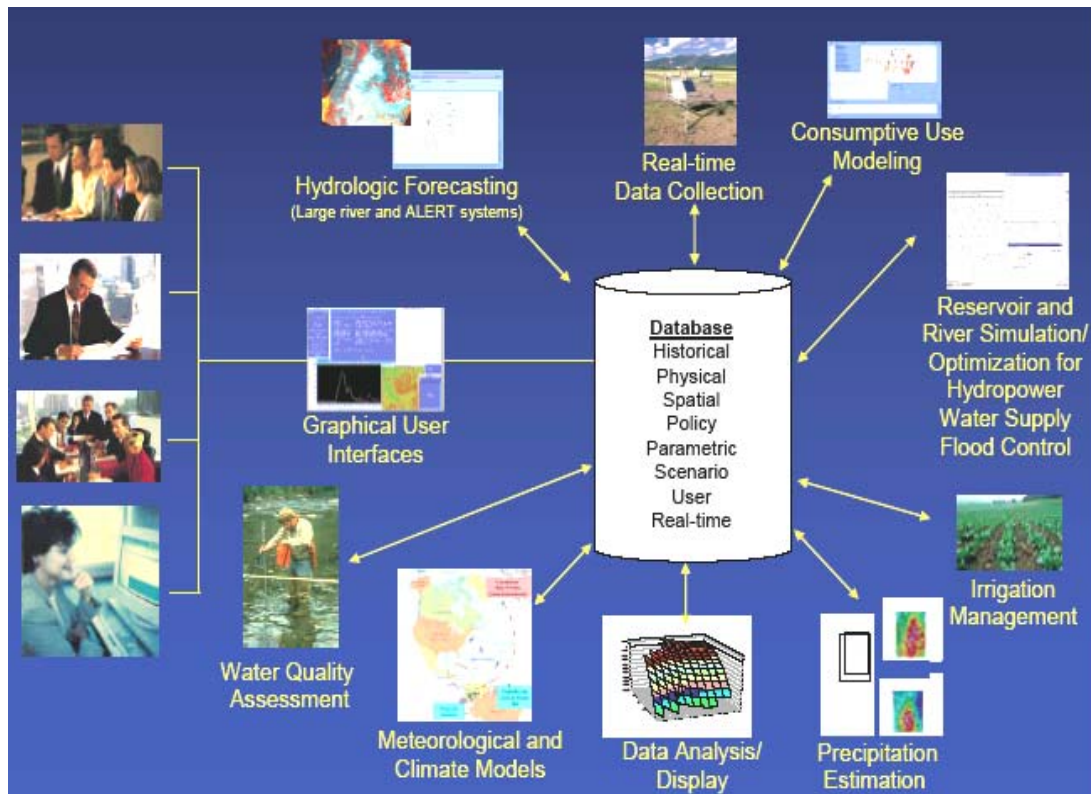 Hydrologic Forecasting
(Large river and ALERT systems)
Real-time
Data Collection
Consumptive Use
Modeling
Reservoir and
River Simulation/
Optimization for
Hydropower
Water Supply
Flood Control
Database
Historical
Physical
Spatial
Policy
Parametric
Scenario
User
Real-time
Graphical User
Interfaces
Irrigation
Management
Water Quality
Assessment
Meteorological and
Climate Models
Data Analysis/
Display
Precipitation
Estimation